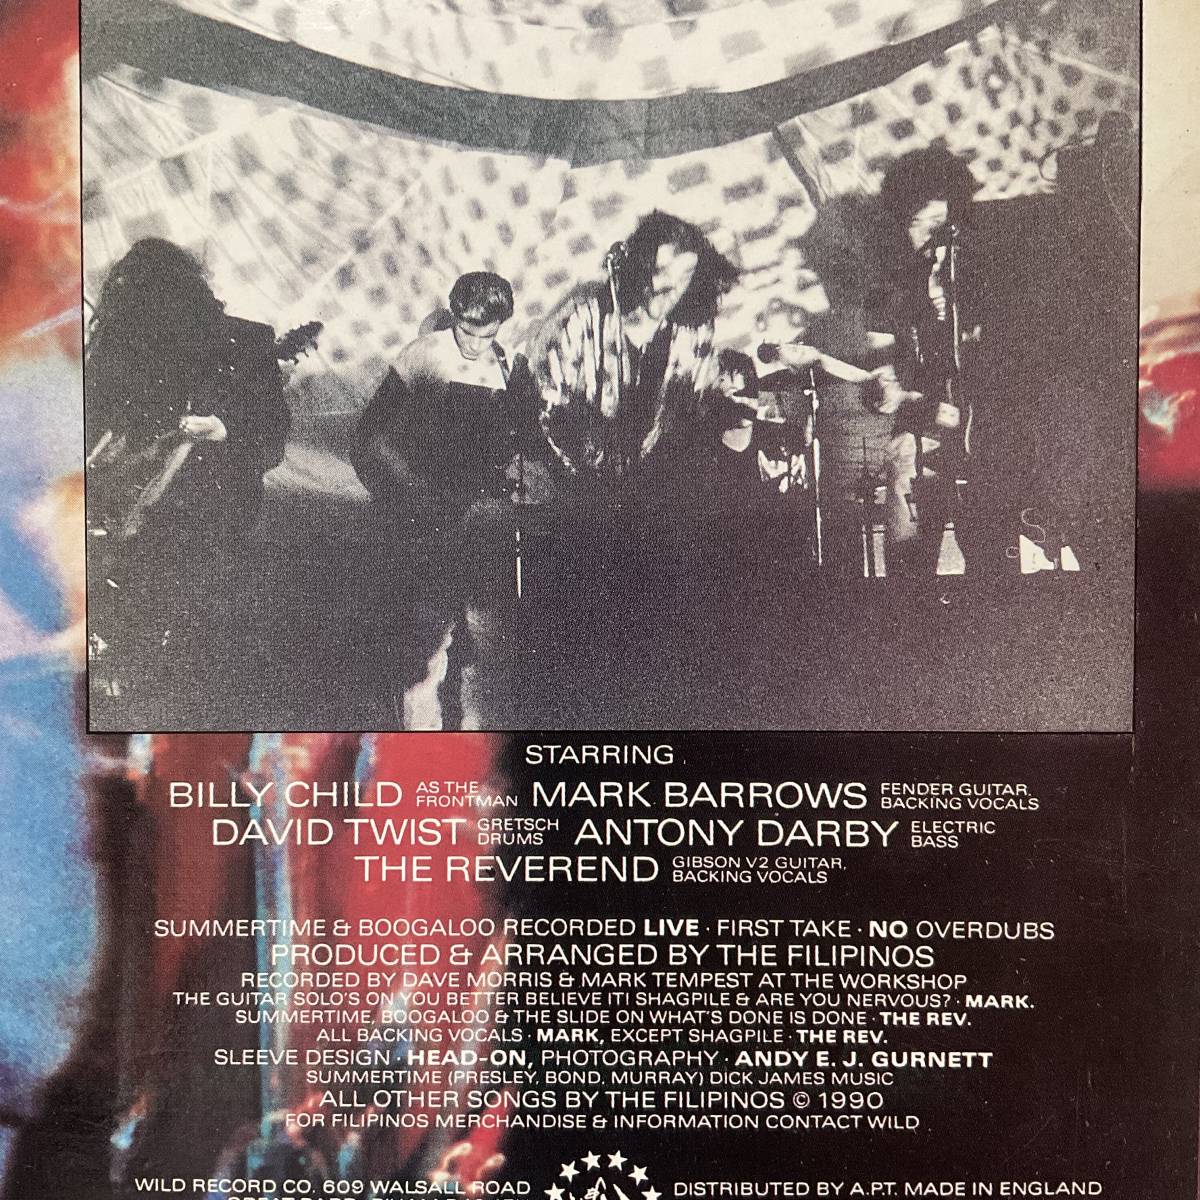 STARRING
BILLY CHILD AS THE FRONTMAN MARK BARROWS FENDER GUITAR, BACKING VOCALS
DAVID TWIST GRETSCH DRUMS ANTONY DARBY ELECTRIC BASS
THE REVEREND GIBSON V2 GUITAR, BACKING VOCALS
SUMMERTIME & BOOGALOO RECORDED LIVE · FIRST TAKE · NO OVERDUBS
PRODUCED & ARRANGED BY THE FILIPINOS
RECORDED BY DAVE MORRIS & MARK TEMPEST AT THE WORKSHOP
THE GUITAR SOLO'S ON YOU BETTER BELIEVE IT! SHAGPILE & ARE YOU NERVOUS? · MARK.
SUMMERTIME, BOOGALOO & THE SLIDE ON WHAT'S DONE IS DONE · THE REV.
ALL BACKING VOCALS · MARK, EXCEPT SHAGPILE · THE REV.
SLEEVE DESIGN · HEAD-ON, PHOTOGRAPHY · ANDY E. J. GURNETT
SUMMERTIME (PRESLEY, BOND, MURRAY) DICK JAMES MUSIC
ALL OTHER SONGS BY THE FILIPINOS © 1990
FOR FILIPINOS MERCHANDISE & INFORMATION CONTACT WILD
WILD RECORD CO. 609 WALSALL ROAD
DISTRIBUTED BY A.P.T. MADE IN ENGLAND